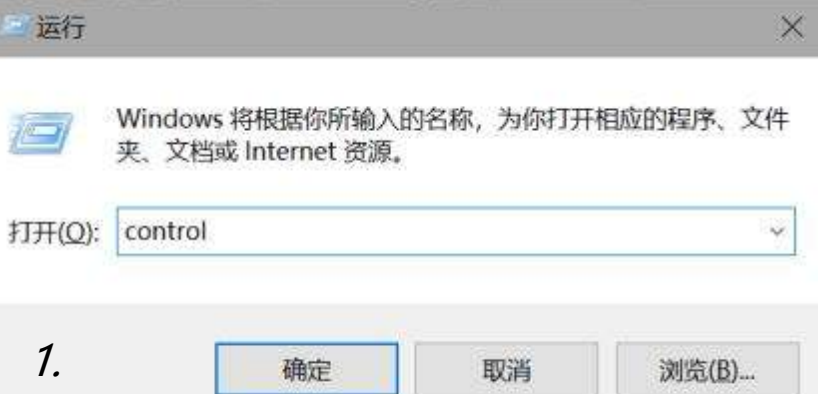 运行
Windows 将根据你所输入的名称，为你打开相应的程序、文件
夹、文档或 Internet 资源。
打开(O): control
1. 确定 取消 浏览(B)...